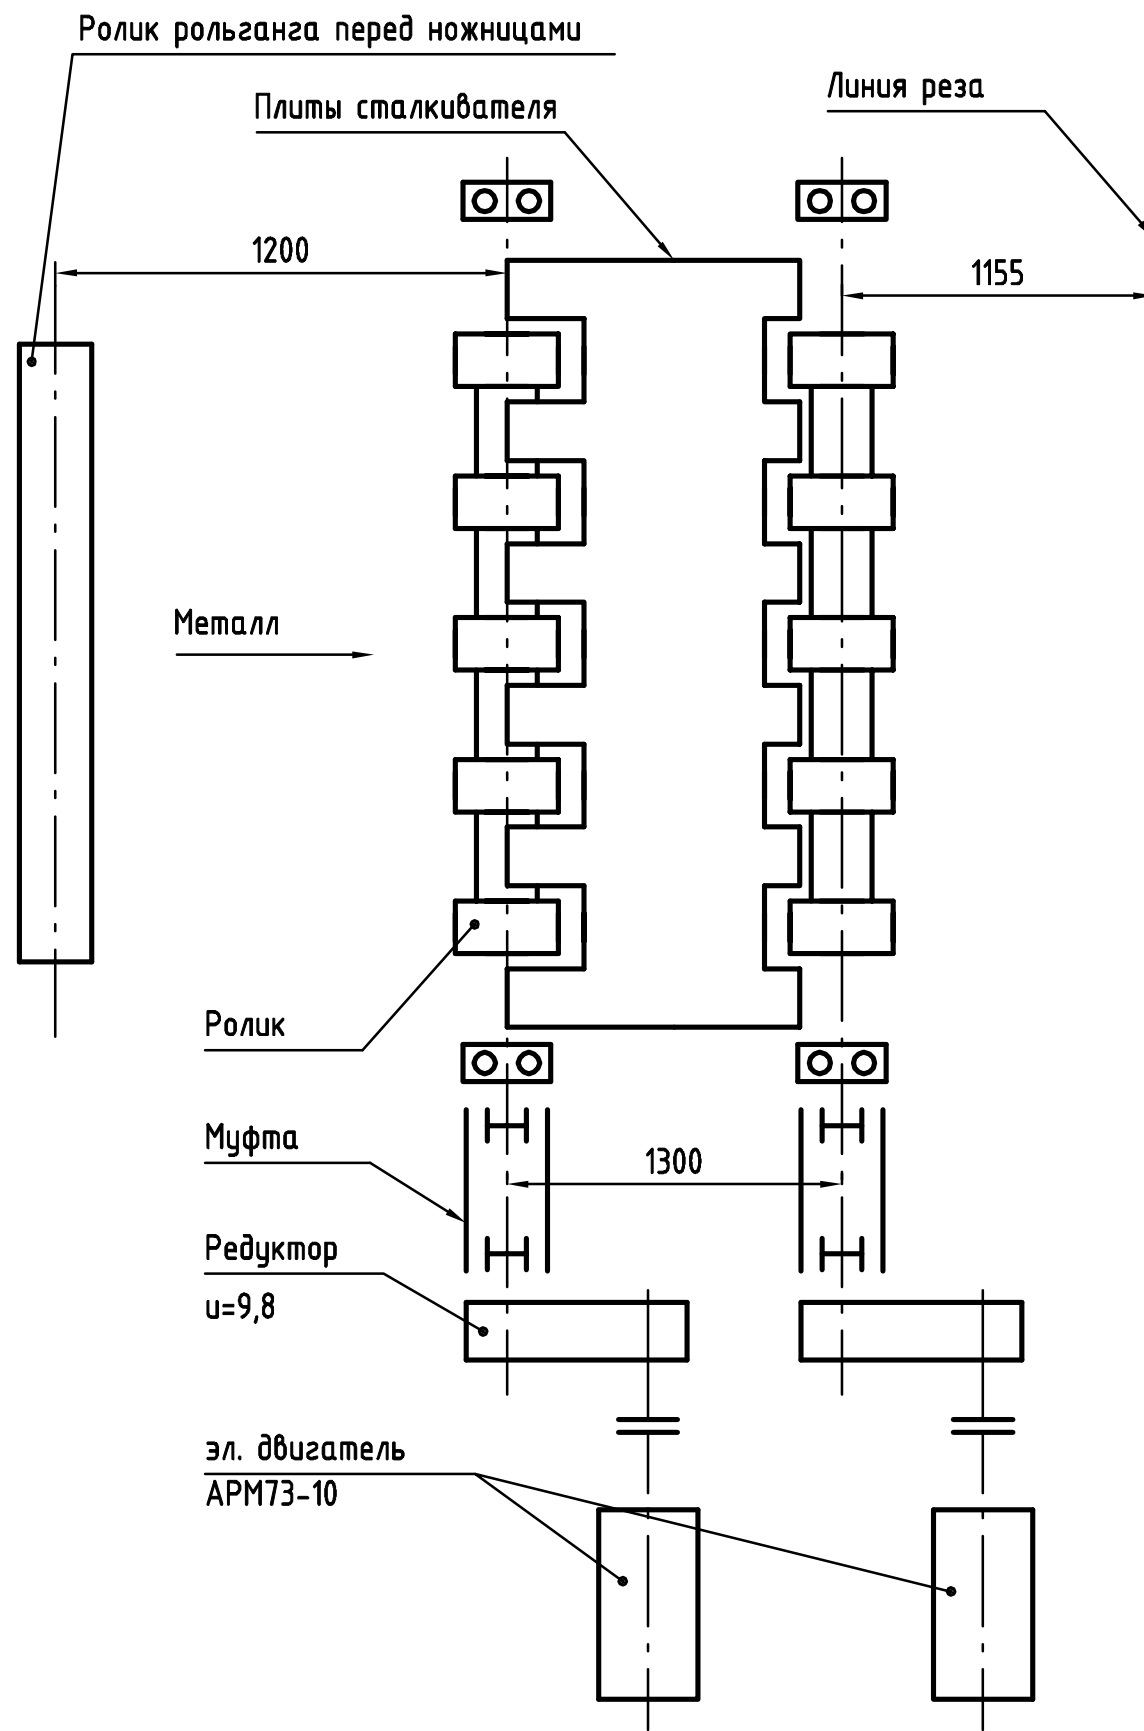 Ролик рольганга перед ножницами
Линия реза
Плиты сталкивателя
1200
1155
Металл
Ролик
Муфта
1300
Редуктор
u=9,8
эл. двигатель
АРМ73-10